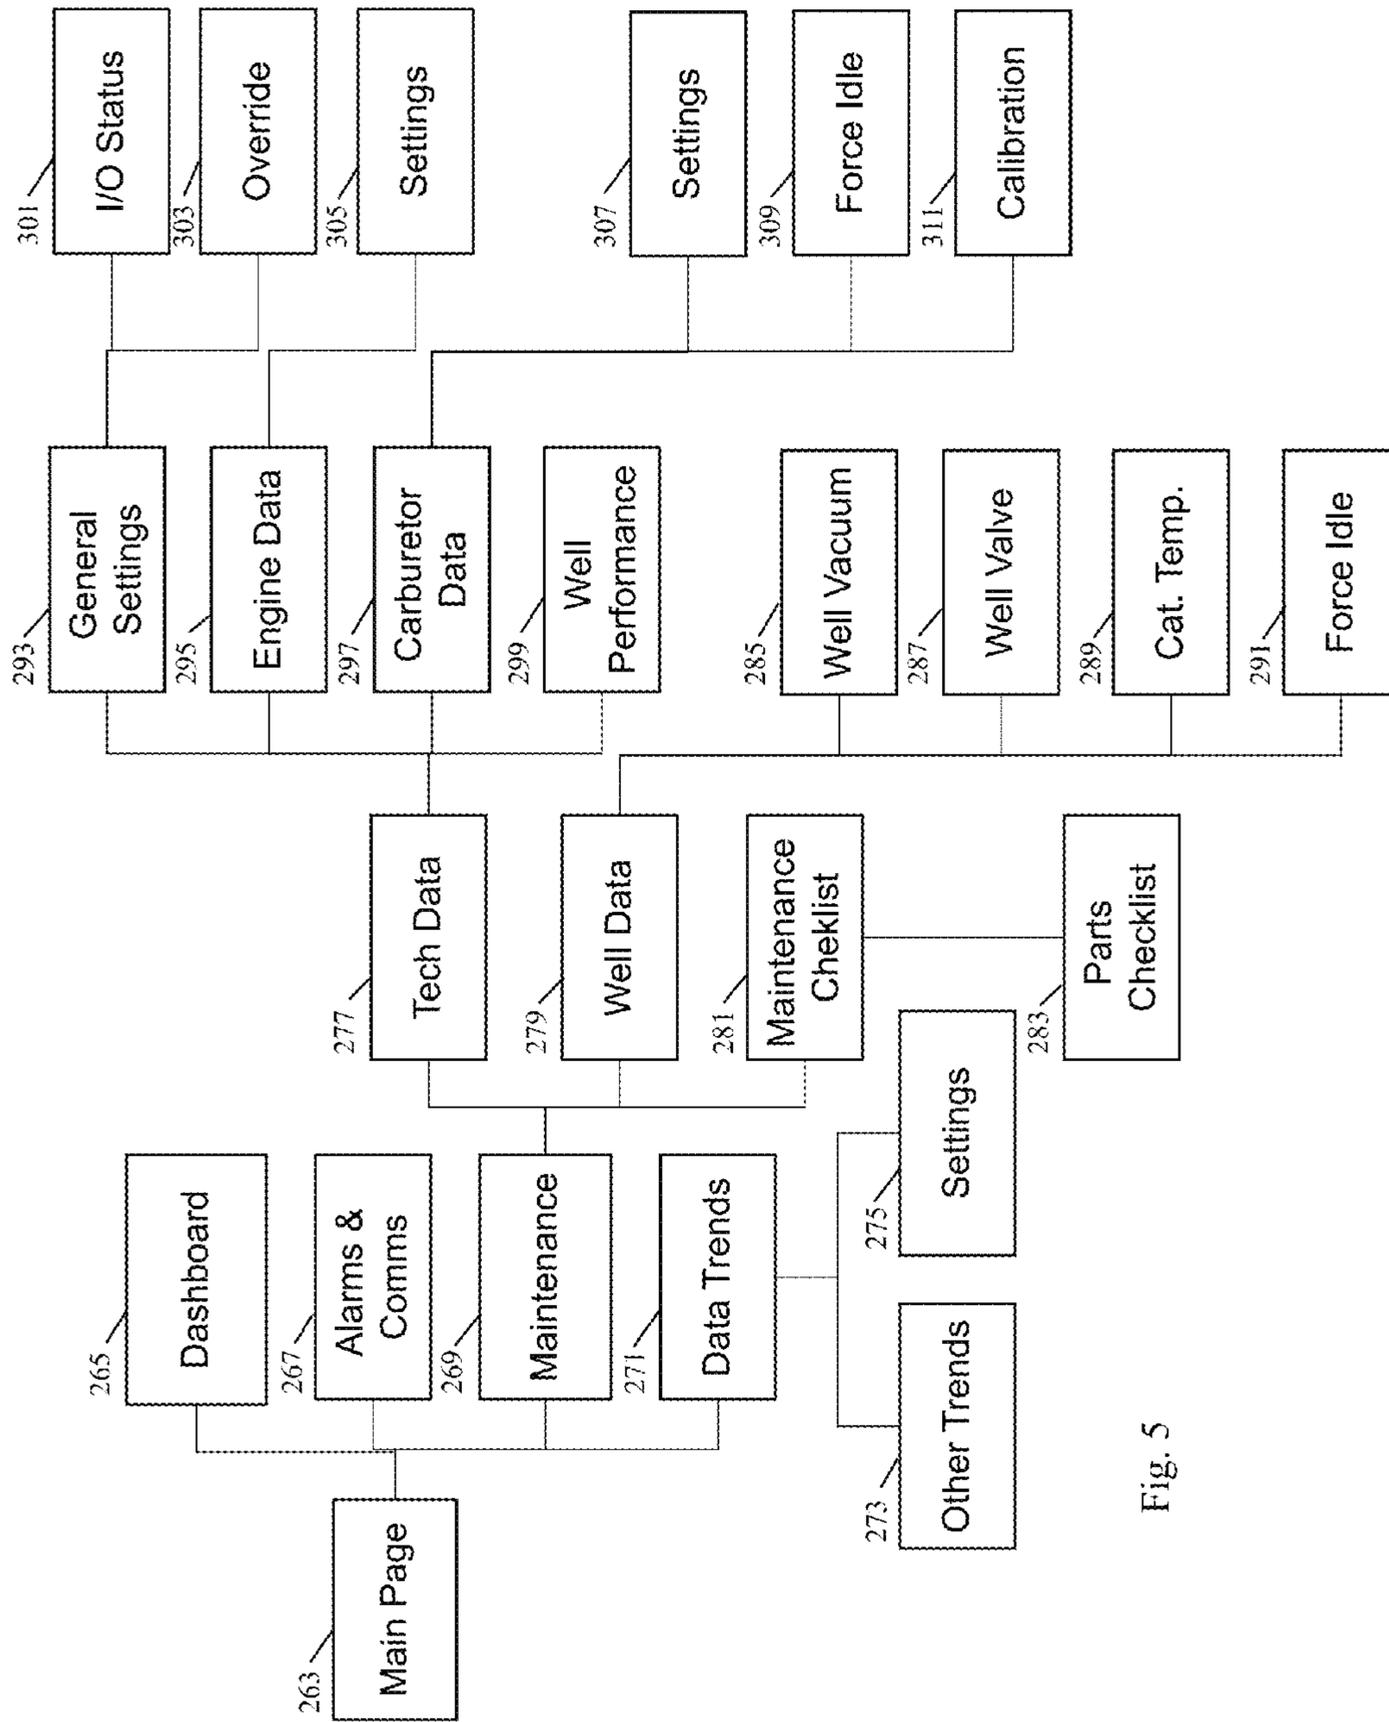 263
Main Page
265
Dashboard
267
Alarms &
Comms
269
Maintenance
271
Data Trends
273
Other Trends
275
Settings
277
Tech Data
279
Well Data
281
Maintenance
Cheklist
283
Parts
Checklist
293
General
Settings
295
Engine Data
297
Carburetor
Data
299
Well
Performance
285
Well Vacuum
287
Well Valve
289
Cat. Temp.
291
Force Idle
301
I/O Status
303
Override
305
Settings
307
Settings
309
Force Idle
311
Calibration
Fig. 5